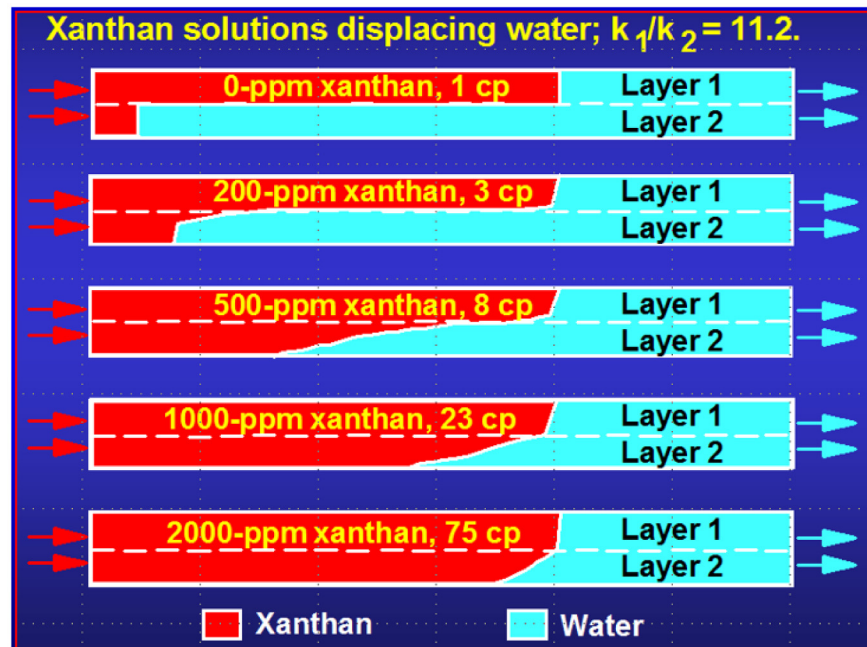 Xanthan solutions displacing water; k1/k2 = 11.2.
0-ppm xanthan, 1 cp Layer 1
Layer 2
200-ppm xanthan, 3 cp Layer 1
Layer 2
500-ppm xanthan, 8 cp Layer 1
Layer 2
1000-ppm xanthan, 23 cp Layer 1
Layer 2
2000-ppm xanthan, 75 cp Layer 1
Layer 2
Xanthan Water